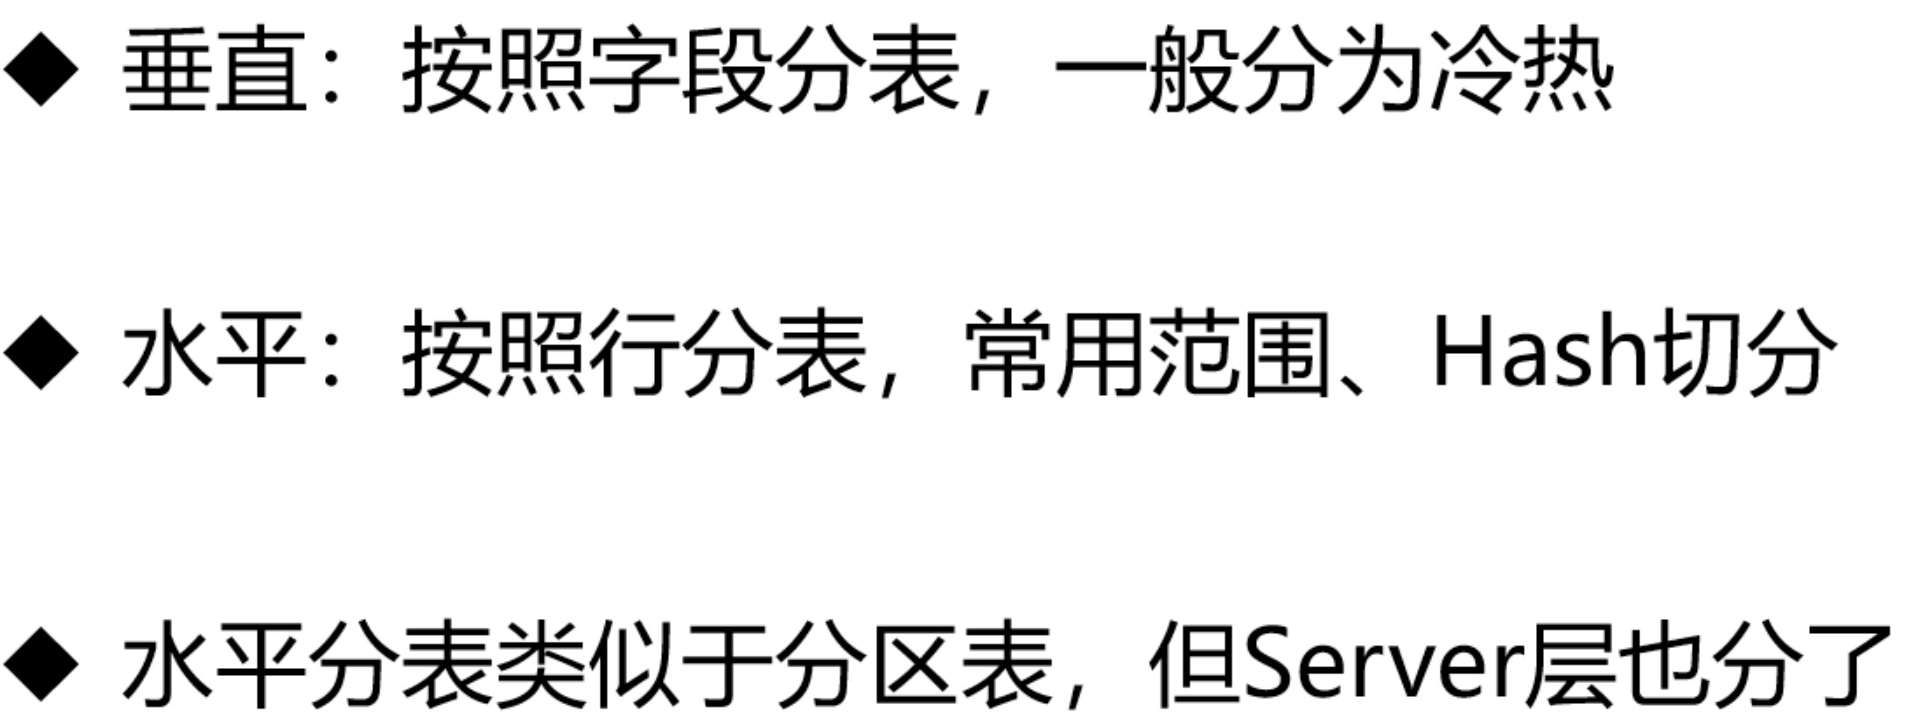 ◆ 垂直：按照字段分表，一般分为冷热
◆ 水平：按照行分表，常用范围、Hash切分
◆ 水平分表类似于分区表，但Server层也分了